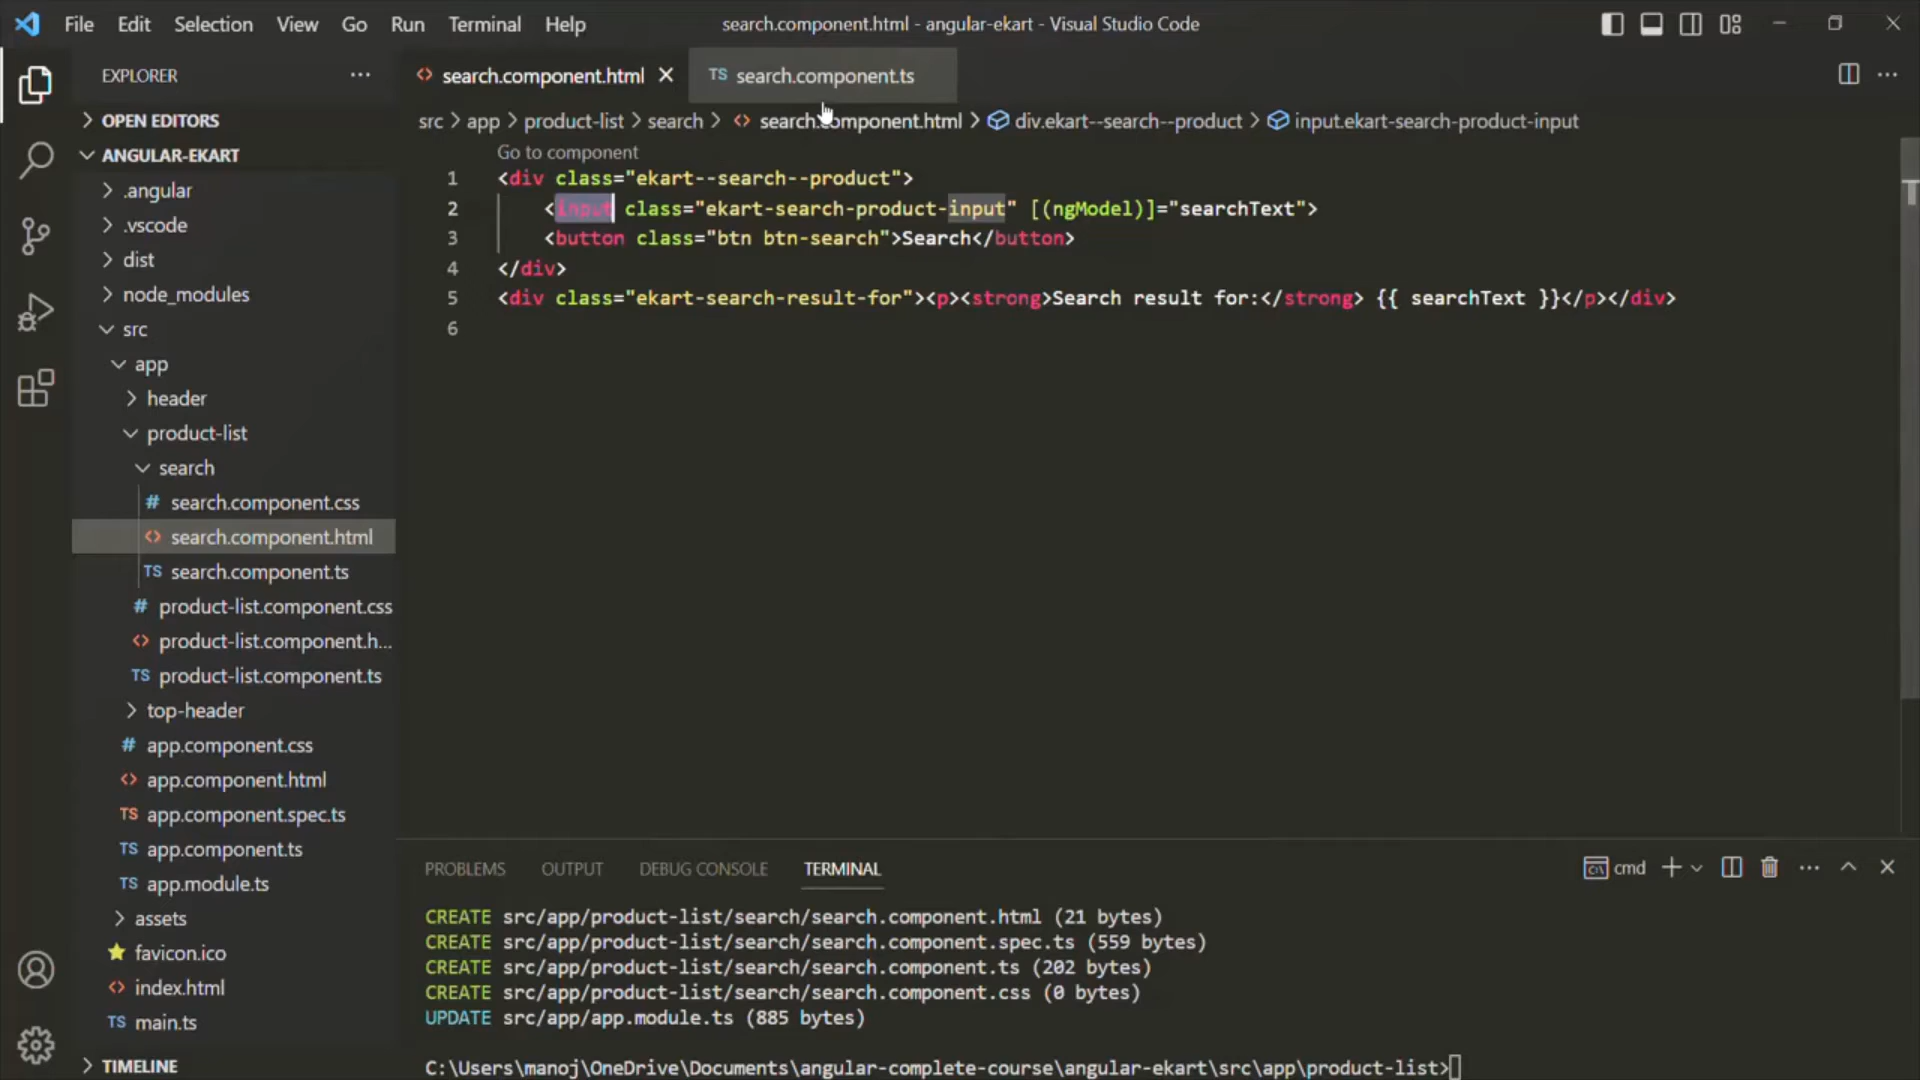 File Edit Selection View Go Run Terminal Help search.component.html - angular-ekart - Visual Studio Code
EXPLORER
OPEN EDITORS
ANGULAR-EKART
.angular
.vscode
dist
node_modules
src
app
header
product-list
search
# search.component.css
<> search.component.html
TS search.component.ts
# product-list.component.css
<> product-list.component.h...
TS product-list.component.ts
top-header
# app.component.css
<> app.component.html
TS app.component.spec.ts
TS app.component.ts
TS app.module.ts
assets
favicon.ico
<> index.html
TS main.ts
TIMELINE
<> search.component.html TS search.component.ts
src > app > product-list > search > <> search.component.html > div.ekart--search--product > input.ekart-search-product-input
Go to component
1 <div class="ekart--search--product">
2 <input class="ekart-search-product-input" [(ngModel)]="searchText">
3 <button class="btn btn-search">Search</button>
4 </div>
5 <div class="ekart-search-result-for"><p><strong>Search result for:</strong> {{ searchText }}</p></div>
6
PROBLEMS OUTPUT DEBUG CONSOLE TERMINAL cmd
CREATE src/app/product-list/search/search.component.html (21 bytes)
CREATE src/app/product-list/search/search.component.spec.ts (559 bytes)
CREATE src/app/product-list/search/search.component.ts (202 bytes)
CREATE src/app/product-list/search/search.component.css (0 bytes)
UPDATE src/app/app.module.ts (885 bytes)
C:\Users\manoj\OneDrive\Documents\angular-complete-course\angular-ekart\src\app\product-list>